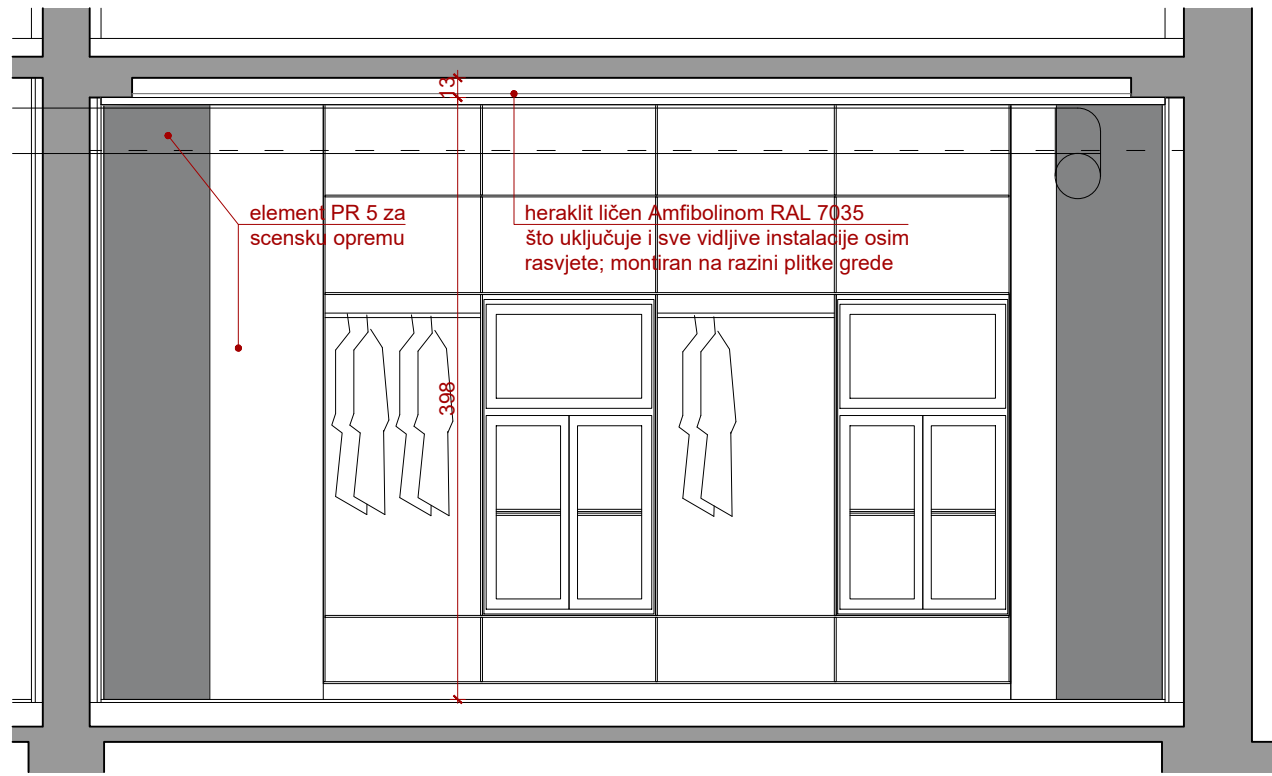 13
element PR 5 za
scensku opremu
heraklit ličen Amfibolinom RAL 7035
što uključuje i sve vidljive instalacije osim
rasvjete; montiran na razini plitke grede
398